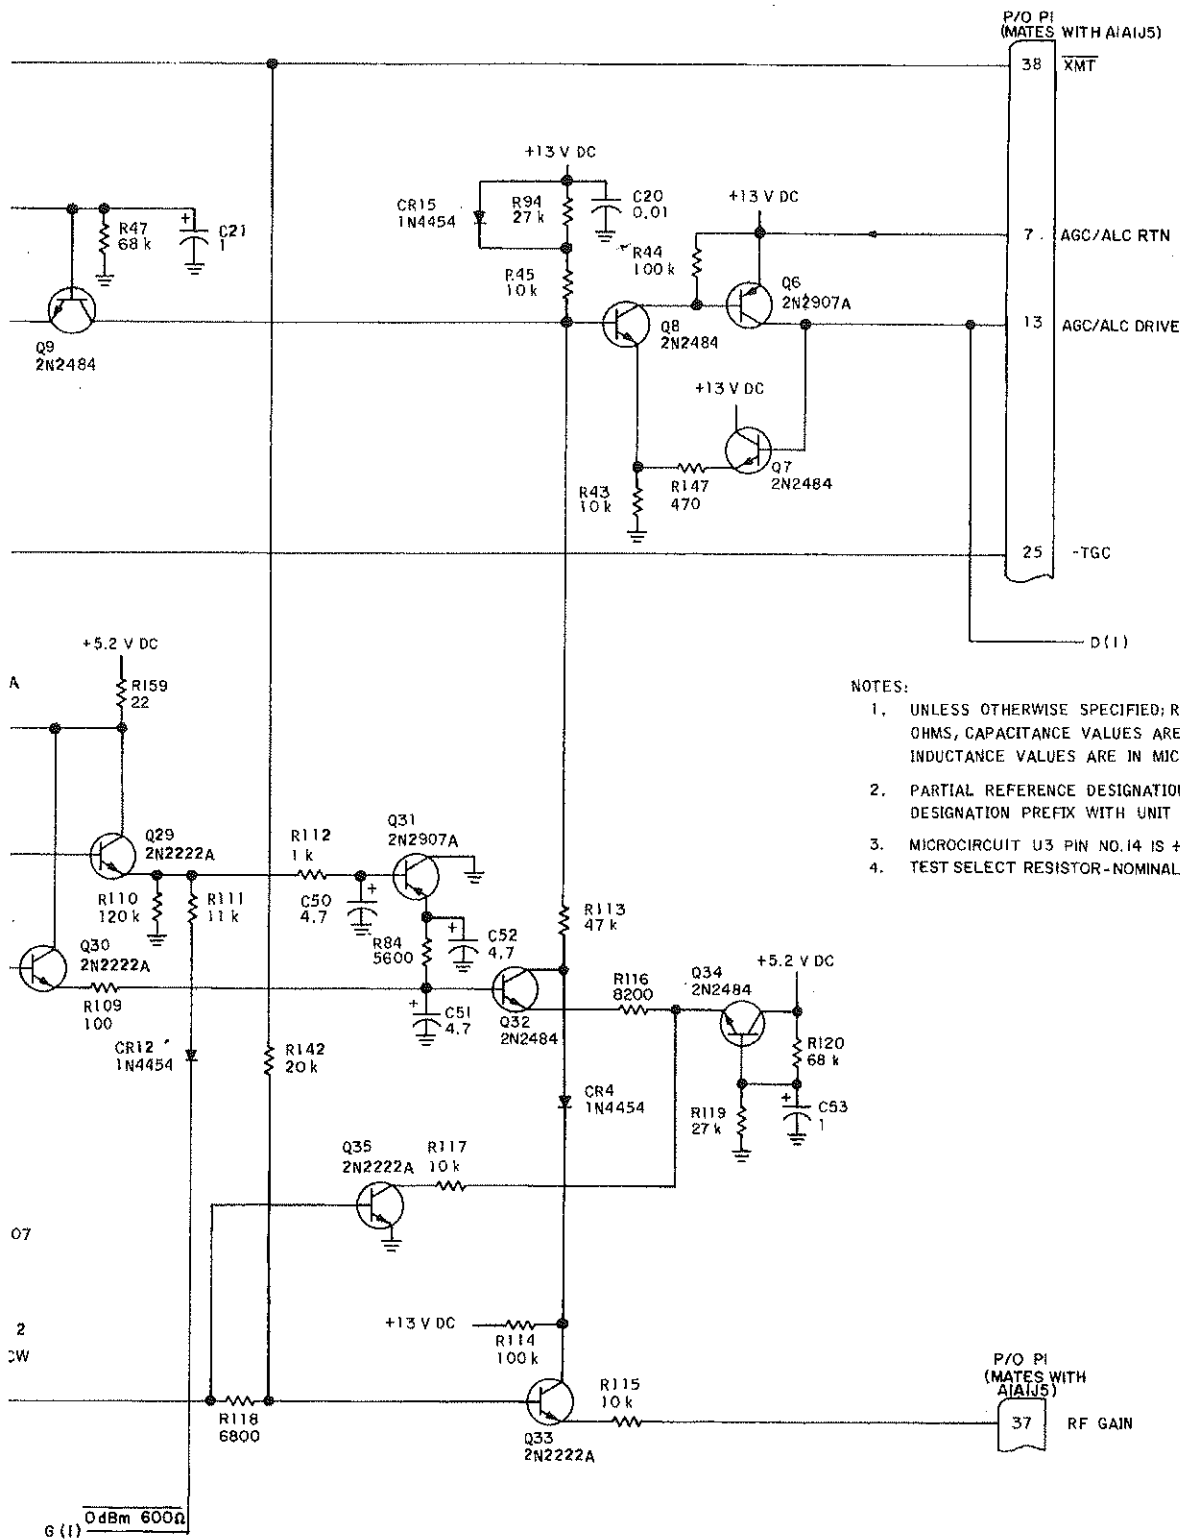 P/O P1
(MATES WITH A1A1J5)
38 XMT
+13 V DC
CR15
1N4454
R94
27 k
C20
0.01
+13 V DC
R47
68 k
+
C21
1
7. AGC/ALC RTN
R44
100 k
R45
10 k
Q6
2N2907A
13 AGC/ALC DRIVE
Q8
2N2484
Q9
2N2484
+13 V DC
Q7
2N2484
R43
10 k
R147
470
25 -TGC
+5.2 V DC
D(1)
A
R159
22
NOTES:
1. UNLESS OTHERWISE SPECIFIED; R
OHMS, CAPACITANCE VALUES ARE
INDUCTANCE VALUES ARE IN MIC
2. PARTIAL REFERENCE DESIGNATIO
DESIGNATION PREFIX WITH UNIT
3. MICROCIRCUIT U3 PIN NO.14 IS +
4. TEST SELECT RESISTOR-NOMINAL
Q29
2N2222A
R112
1 k
Q31
2N2907A
R110
120 k
R111
11 k
C50
4.7
+
R113
47 k
R84
5600
+
C52
4.7
Q30
2N2222A
R109
100
+
C51
4.7
Q32
2N2484
R116
8200
Q34
2N2484
+5.2 V DC
R120
68 k
CR12
1N4454
R142
20 k
CR4
1N4454
R119
27 k
+
C53
1
Q35
2N2222A
R117
10 k
07
+13 V DC
R114
100 k
2
CW
P/O P1
(MATES WITH
A1A1J5)
R118
6800
Q33
2N2222A
R115
10 k
37 RF GAIN
0 dBm 600Ω
G (1)